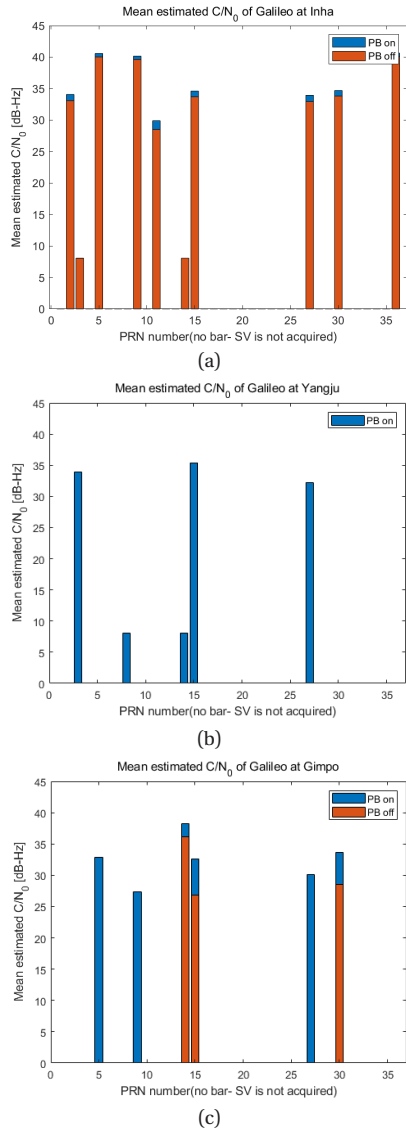 Mean estimated C/N0 of Galileo at Inha
45
40
35
30
25
20
15
10
5
0
Mean estimated C/N0 [dB-Hz]
PB on
PB off
0 5 10 15 20 25 30 35
PRN number(no bar- SV is not acquired)
(a)
Mean estimated C/N0 of Galileo at Yangju
45
40
35
30
25
20
15
10
5
0
Mean estimated C/N0 [dB-Hz]
PB on
0 5 10 15 20 25 30 35
PRN number(no bar- SV is not acquired)
(b)
Mean estimated C/N0 of Galileo at Gimpo
45
40
35
30
25
20
15
10
5
0
Mean estimated C/N0 [dB-Hz]
PB on
PB off
0 5 10 15 20 25 30 35
PRN number(no bar- SV is not acquired)
(c)